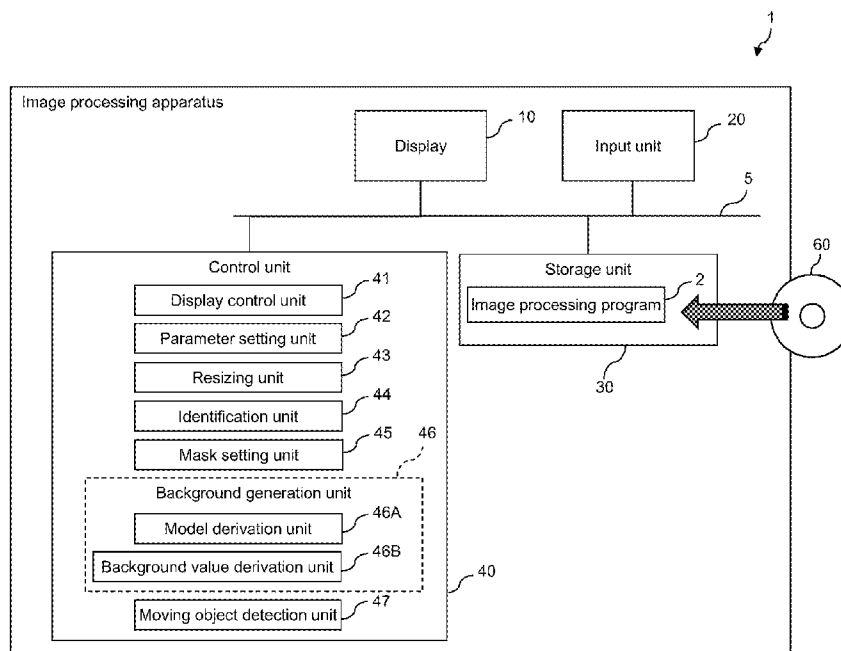 1
Image processing apparatus
10
Display
20
Input unit
5
Control unit
41
Display control unit
42
Parameter setting unit
43
Resizing unit
44
Identification unit
45
Mask setting unit
46
Background generation unit
46A
Model derivation unit
46B
Background value derivation unit
47
Moving object detection unit
40
Storage unit
2
Image processing program
30
60